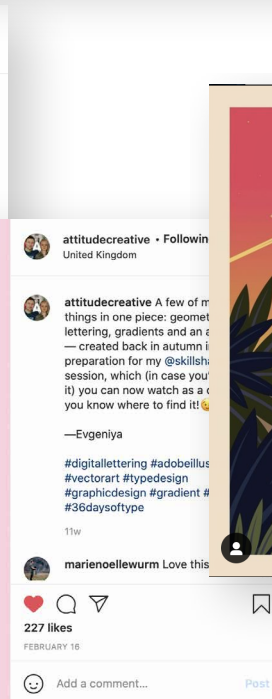 attitudecreative • Followin
United Kingdom
attitudecreative A few of m
things in one piece: geomet
lettering, gradients and an a
— created back in autumn i
preparation for my @skillsha
session, which (in case you'
it) you can now watch as a c
you know where to find it!😉
—Evgeniya
#digitallettering #adobeillus
#vectorart #typedesign
#graphicdesign #gradient #
#36daysoftype
11w
marienoellewurm Love this
227 likes
FEBRUARY 16
Add a comment...
Post